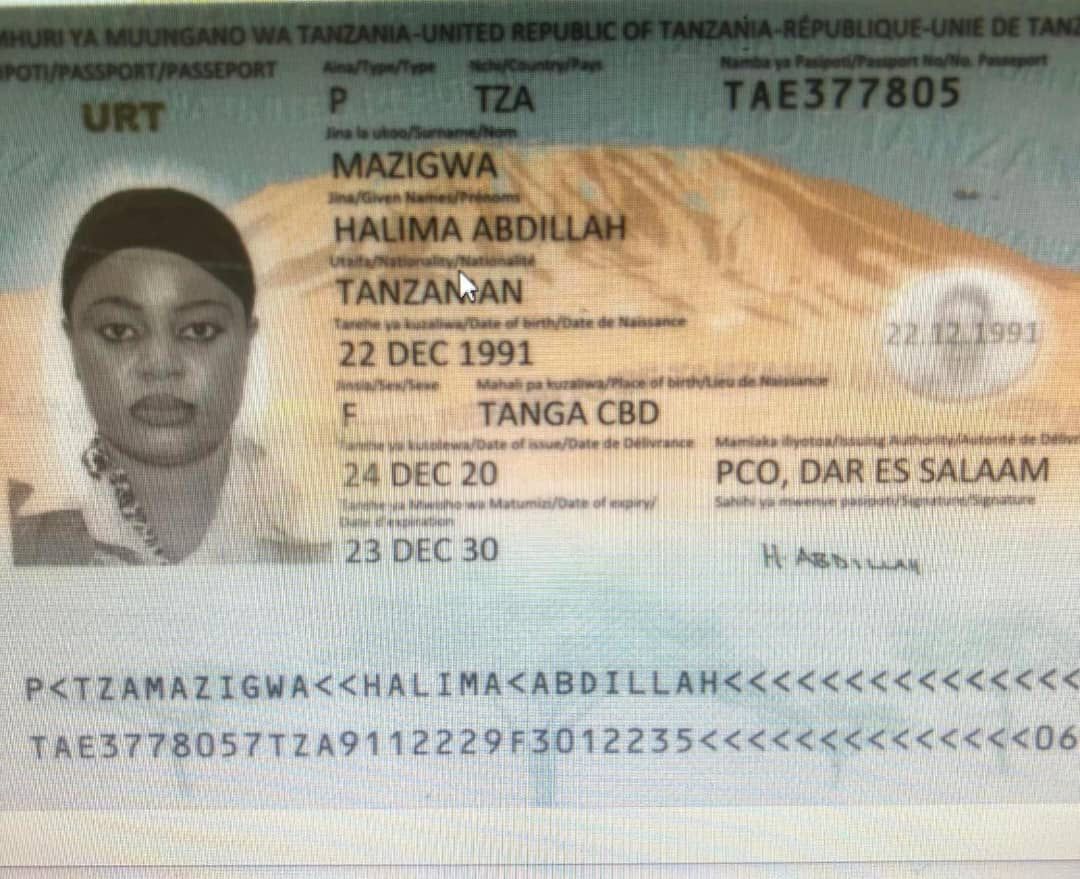 MHURI YA MUUNGANO WA TANZANIA-UNITED REPUBLIC OF TANZANIA-RÉPUBLIQUE-UNIE DE TANZ
IPOTI/PASSPORT/PASSEPORT Aina/Type/Type Nchi/Country/Pays Namba ya Pasipoti/Passport No/No. Passeport
URT P TZA TAE377805
Jina la ukoo/Surname/Nom
MAZIGWA
Jina/Given Names/Prénoms
HALIMA ABDILLAH
Utaifa/Nationality/Nationalité
TANZANIAN
Tarehe ya kuzaliwa/Date of birth/Date de Naissance
22 DEC 1991 22.12.1991
Jinsia/Sex/Sexe Mahali pa kuzaliwa/Place of birth/Lieu de Naissance
F TANGA CBD
Tarehe ya kutolewa/Date of issue/Date de Délivrance Mamlaka iliyotoa/Issuing Authority/Autorité de Délivr
24 DEC 20 PCO, DAR ES SALAAM
Tarehe ya Mwisho wa Matumizi/Date of expiry/ Sahihi ya mwenye pasipoti/Signature/Signature
Date d'expiration
23 DEC 30 H ABDILLAH
P<TZAMAZIGWA<<HALIMA<ABDILLAH<<<<<<<<<<<<<<<
TAE3778057TZA9112229F3012235<<<<<<<<<<<<<<06